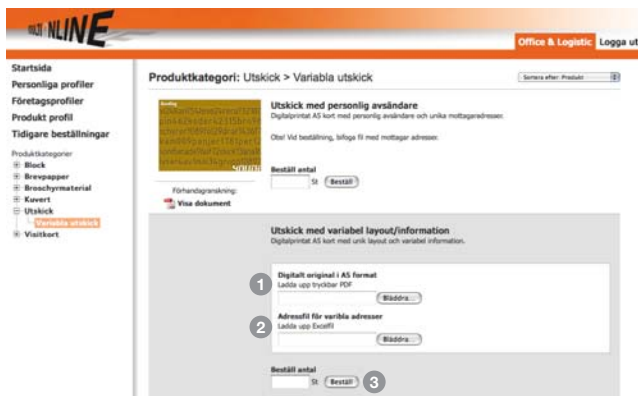 Office & Logistic Logga ut
Startsida
Personliga profiler
Företagsprofiler
Produkt profil
Tidigare beställningar
Produktkategorier
Block
Brevpapper
Broschyrmaterial
Kuvert
Utskick
Variabla utskick
Visitkort
Produktkategori: Utskick > Variabla utskick
Sortera efter: Produkt
Förhandsgranskning:
Visa dokument
Utskick med personlig avsändare
Digitalprintat A5 kort med personlig avsändare och unika mottagaradresser.
Obs! Vid beställning, bifoga fil med mottagar adresser.
Beställ antal
St Beställ
Utskick med variabel layout/information
Digitalprintat A5 kort med unik layout och variabel information.
1
Digitalt original i A5 format
Ladda upp tryckbar PDF
Bläddra...
2
Adressfil för varibla adresser
Ladda upp Excelfil
Bläddra...
Beställ antal
St Beställ 3